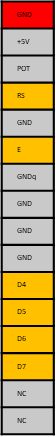 GND
+5V
POT
RS
GND
E
GNDq
GND
GND
GND
D4
D5
D6
D7
NC
NC